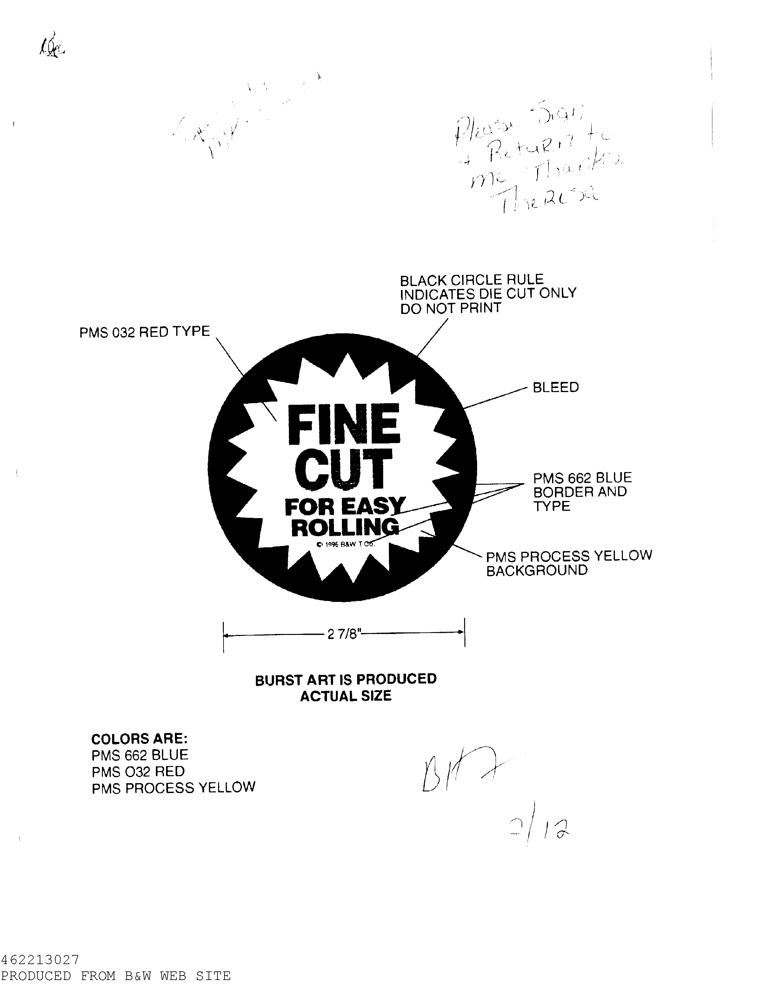 Please Sign
+ Return to
me Thanks
Theresa
BLACK CIRCLE RULE
INDICATES DIE CUT ONLY
DO NOT PRINT
PMS 032 RED TYPE
BLEED
FINE
CUT
FOR EASY
ROLLING
© 1996 B&W T CO.
PMS 662 BLUE
BORDER AND
TYPE
PMS PROCESS YELLOW
BACKGROUND
2 7/8"
BURST ART IS PRODUCED
ACTUAL SIZE
COLORS ARE:
PMS 662 BLUE
PMS O32 RED
PMS PROCESS YELLOW
2/12
462213027
PRODUCED FROM B&W WEB SITE